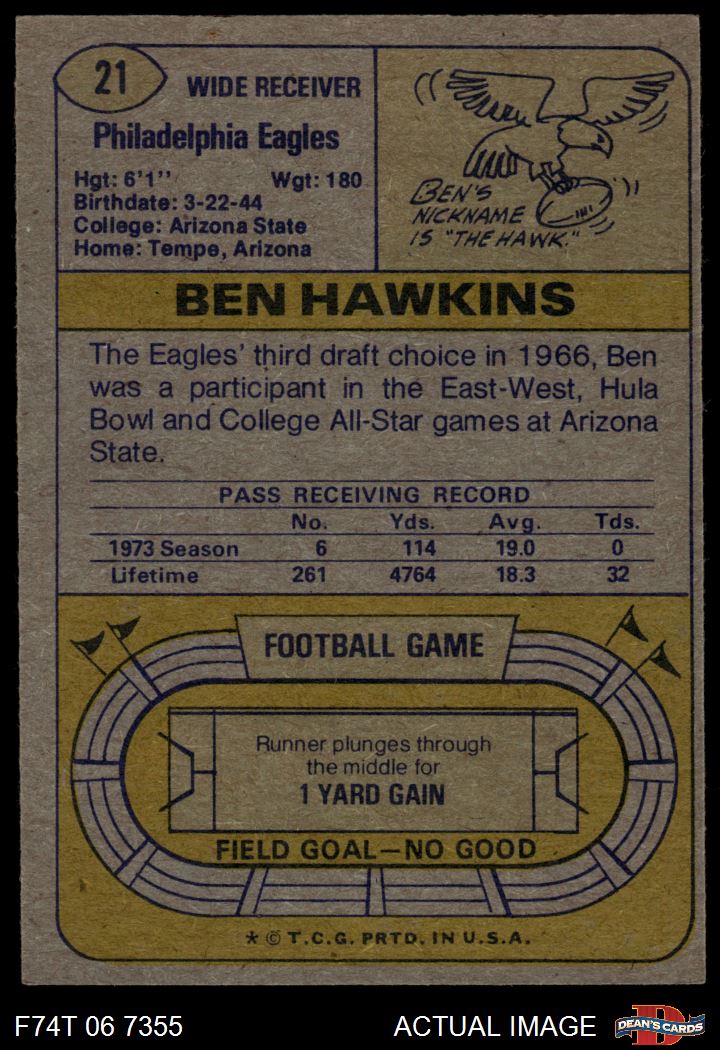 21
WIDE RECEIVER
Philadelphia Eagles
Hgt: 6'1'' Wgt: 180
Birthdate: 3-22-44
College: Arizona State
Home: Tempe, Arizona
BEN'S
NICKNAME
IS "THE HAWK."
BEN HAWKINS
The Eagles' third draft choice in 1966, Ben
was a participant in the East-West, Hula
Bowl and College All-Star games at Arizona
State.
PASS RECEIVING RECORD
No. Yds. Avg. Tds.
1973 Season 6 114 19.0 0
Lifetime 261 4764 18.3 32
FOOTBALL GAME
Runner plunges through
the middle for
1 YARD GAIN
FIELD GOAL—NO GOOD
* © T.C.G. PRTD. IN U.S.A.
F74T 06 7355 ACTUAL IMAGE
D
DEAN'S CARDS